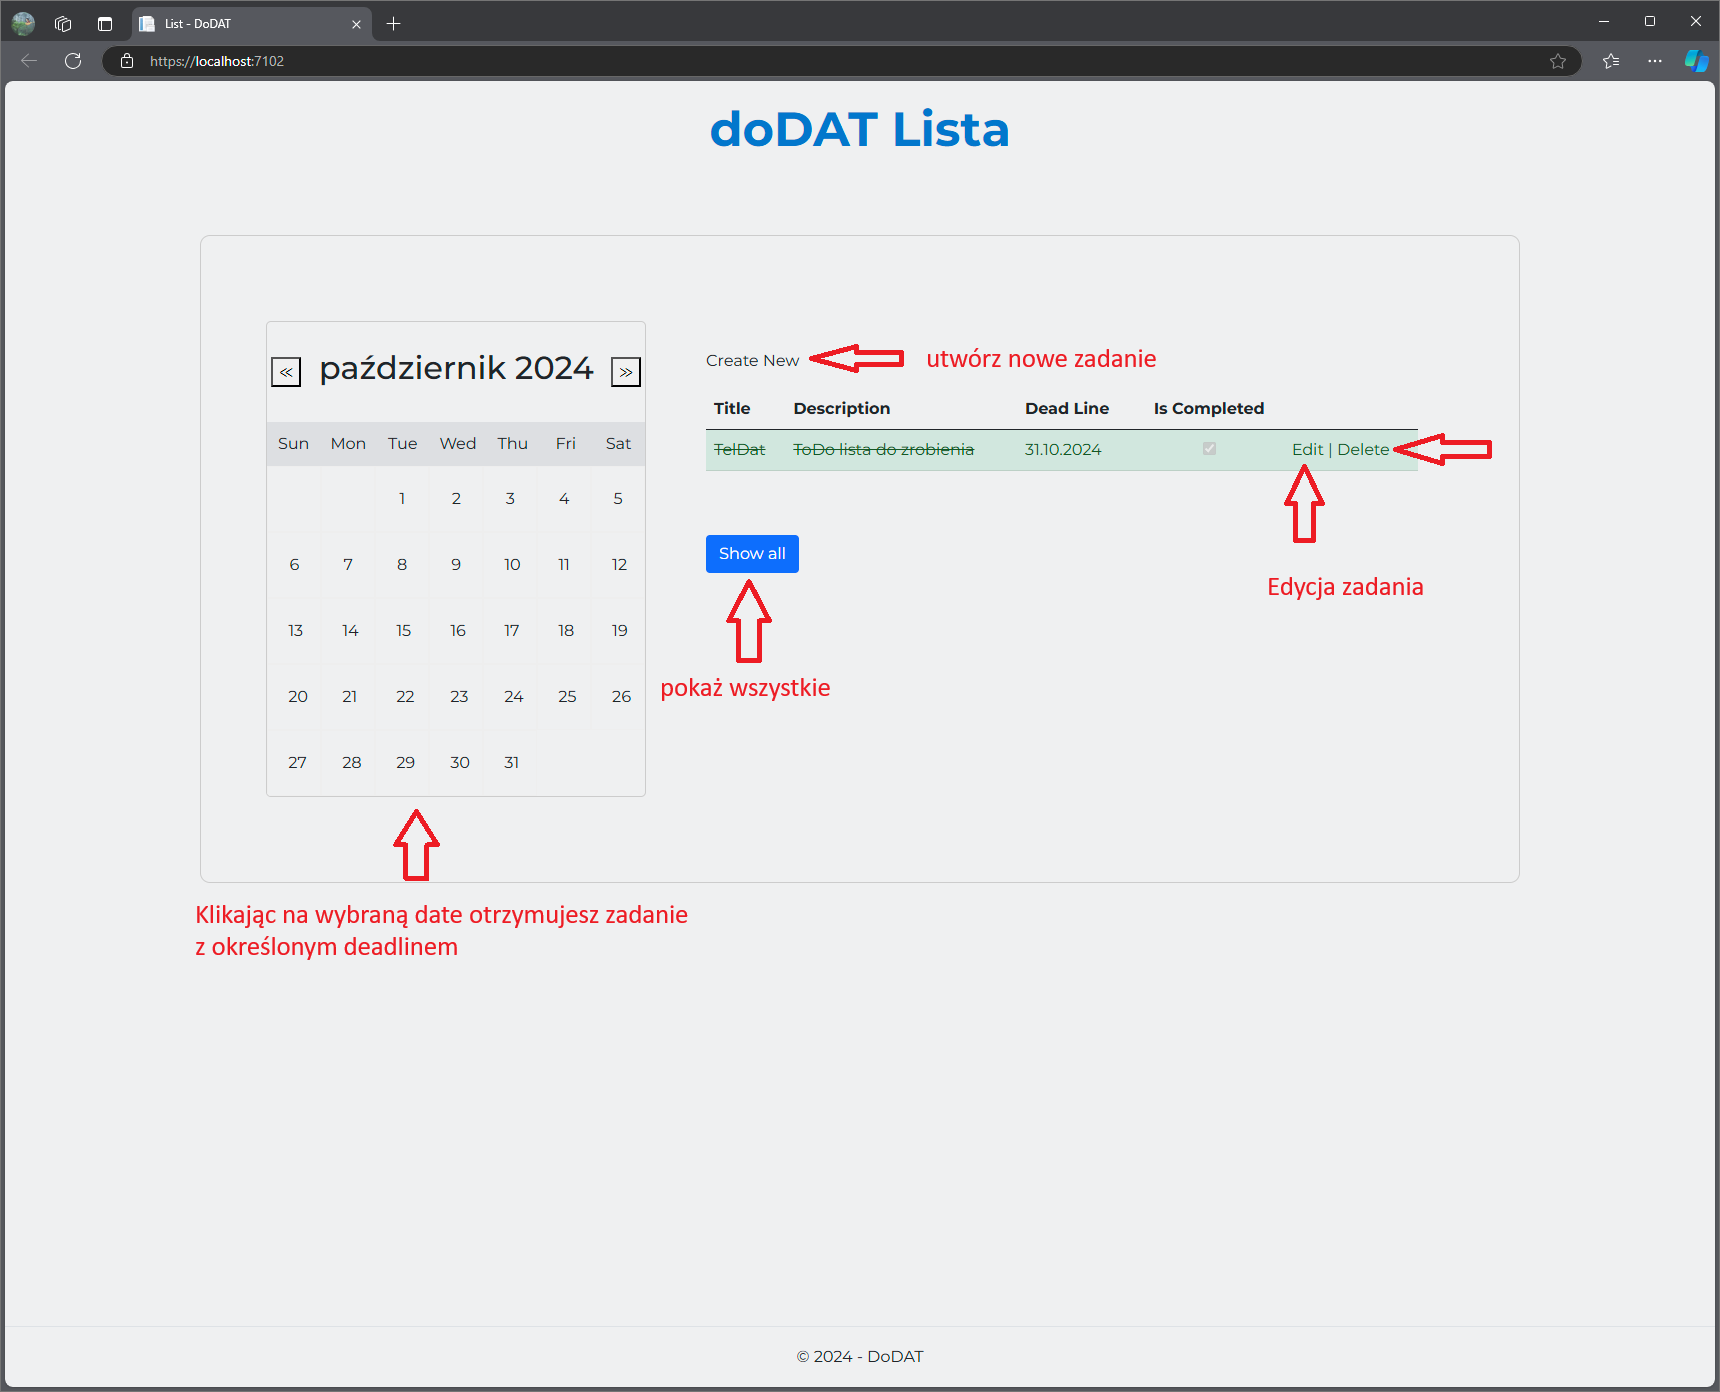 List - DoDAT
https://localhost:7102
doDAT Lista
« październik 2024 »
Sun Mon Tue Wed Thu Fri Sat
1 2 3 4 5
6 7 8 9 10 11 12
13 14 15 16 17 18 19
20 21 22 23 24 25 26
27 28 29 30 31
Klikając na wybraną date otrzymujesz zadanie
z określonym deadlinem
Create New
utwórz nowe zadanie
Title Description Dead Line Is Completed
TelDat ToDo lista do zrobienia 31.10.2024 Edit | Delete
Edycja zadania
Show all
pokaż wszystkie
© 2024 - DoDAT